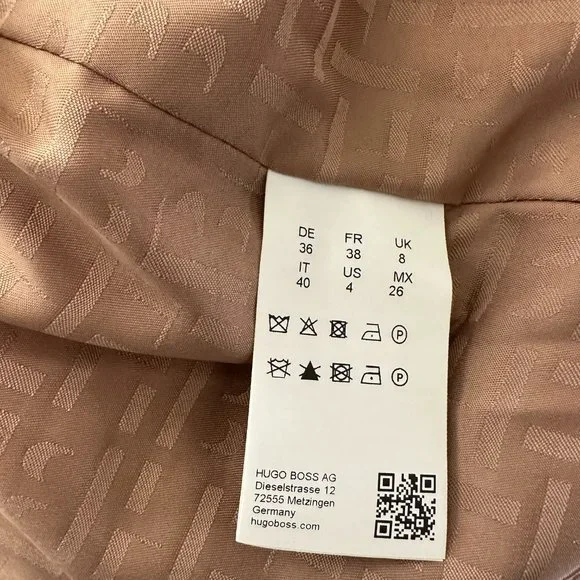 DE FR UK
36 38 8
IT US MX
40 4 26
P
P
HUGO BOSS AG
Dieselstrasse 12
72555 Metzingen
Germany
hugoboss.com